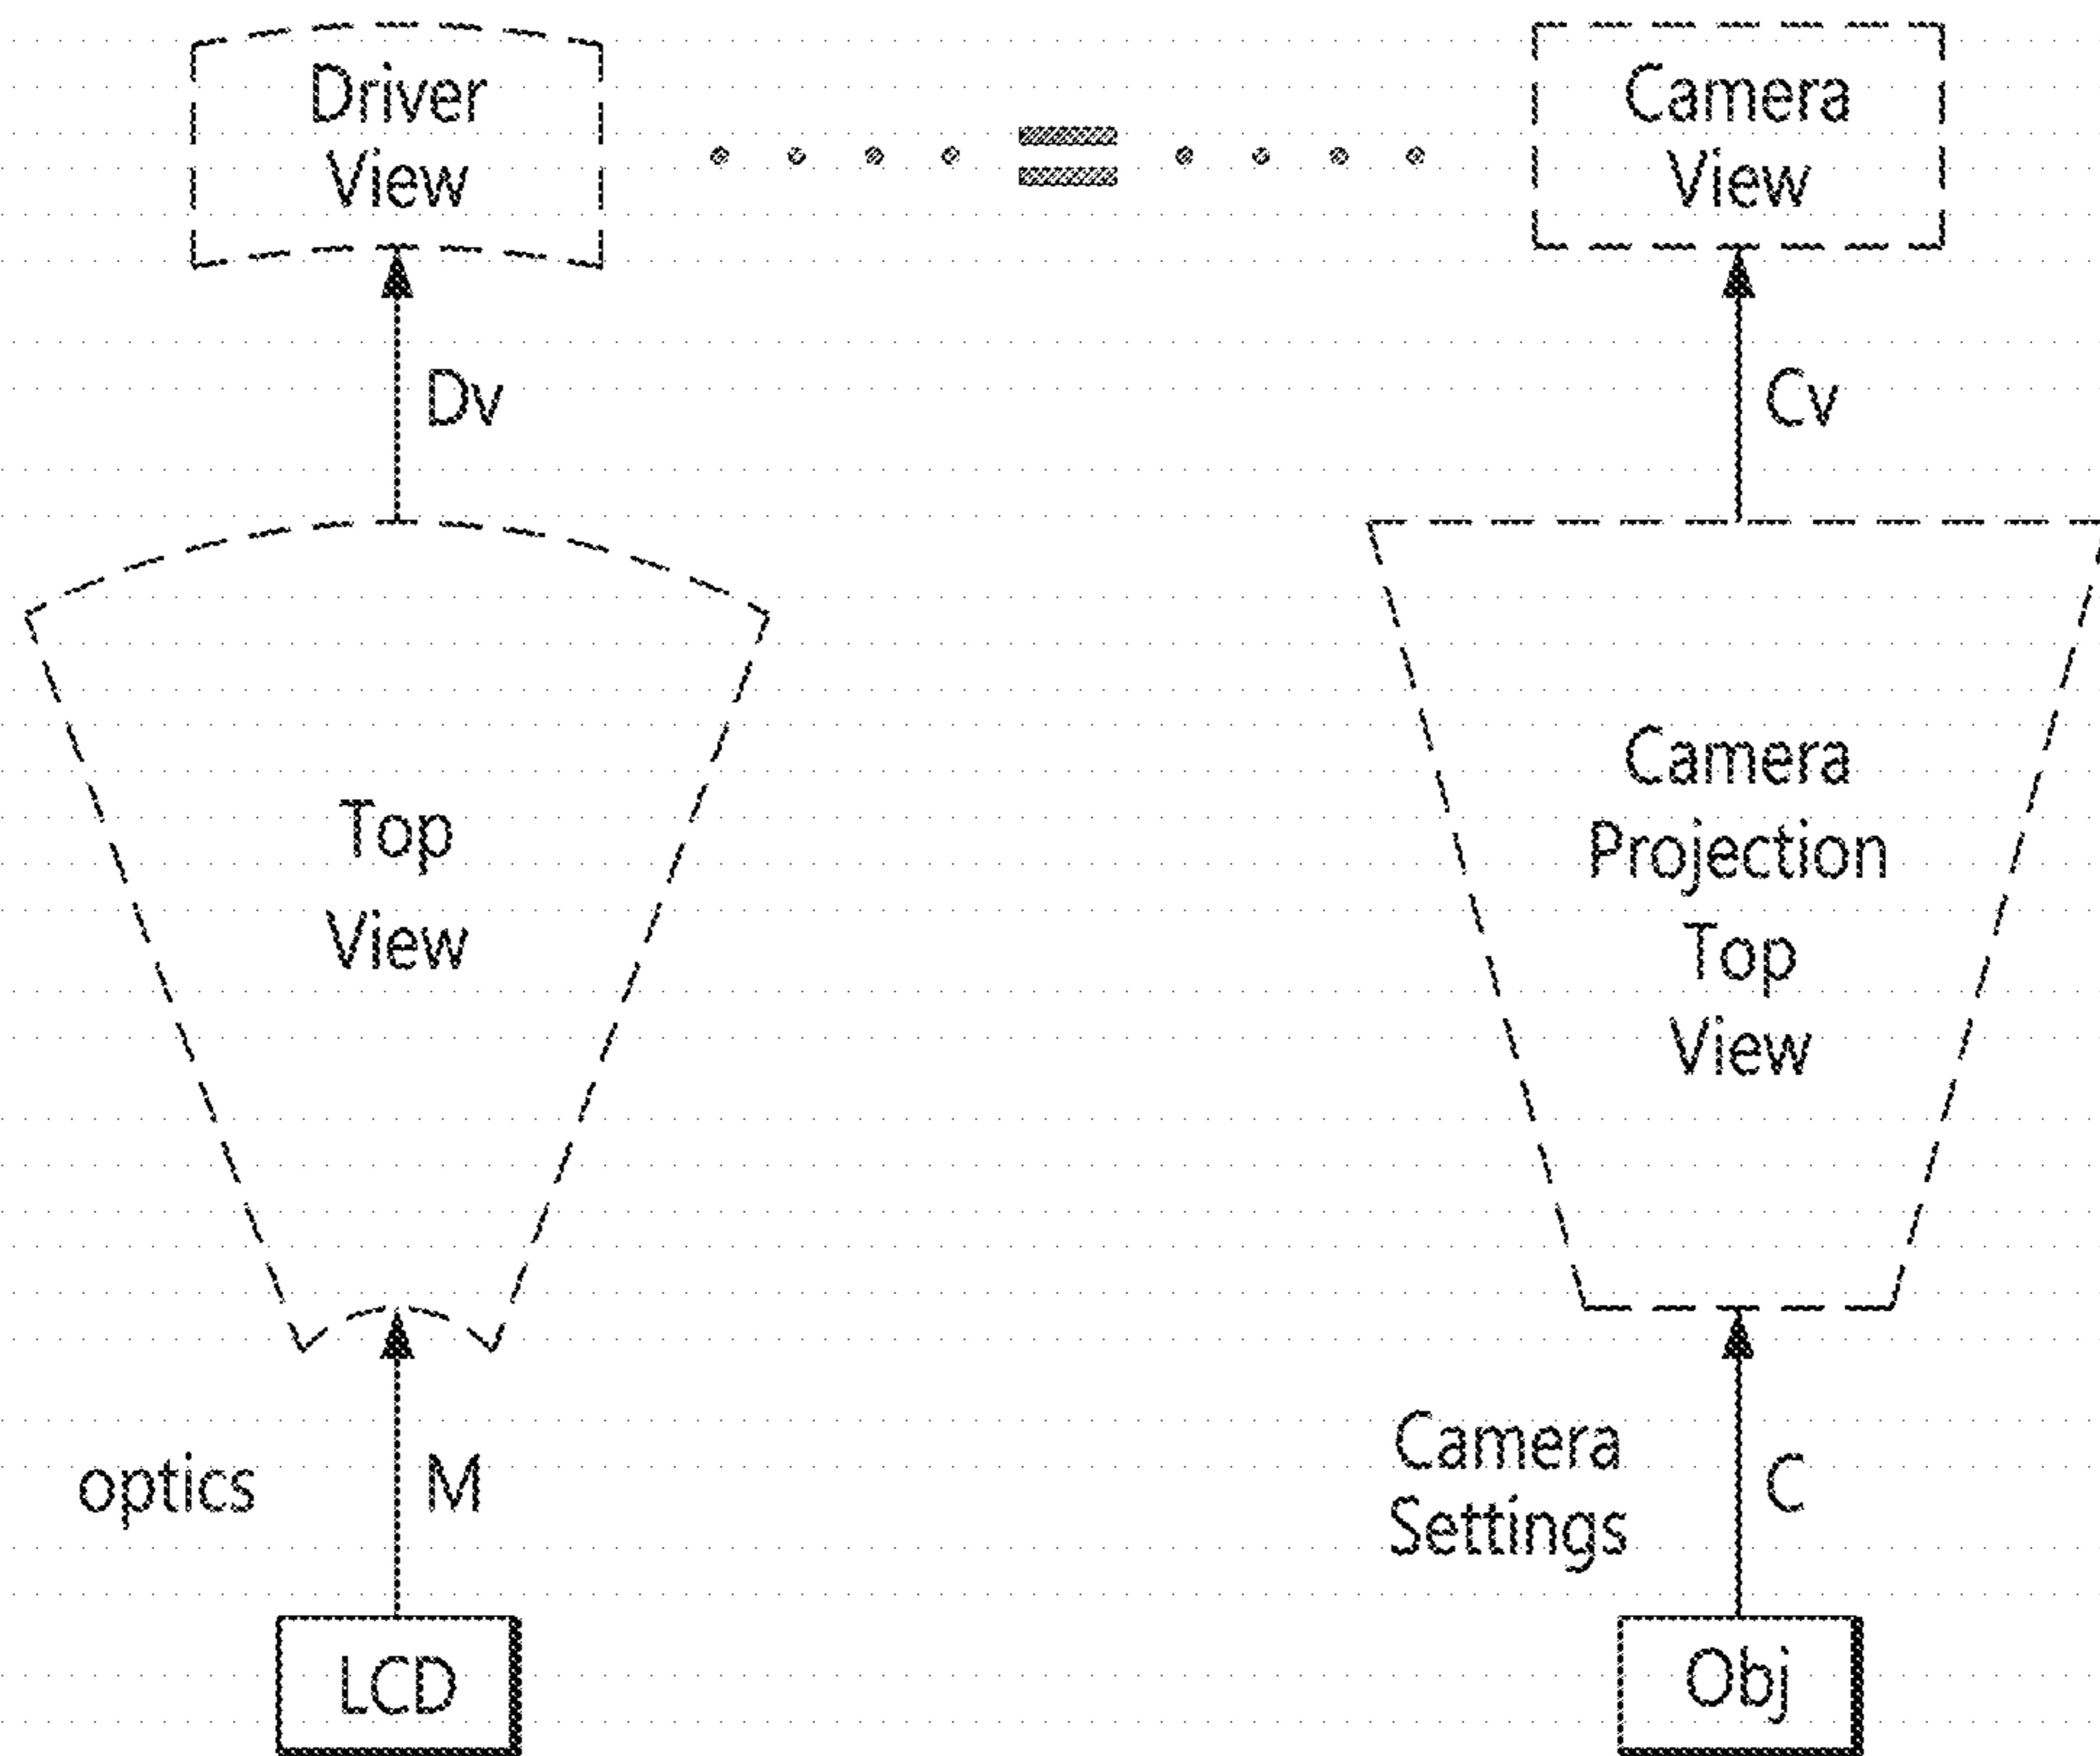 Driver
View
=
Camera
View
Dv
Cv
Top
View
Camera
Projection
Top
View
optics
M
Camera
Settings
C
LCD
Obj